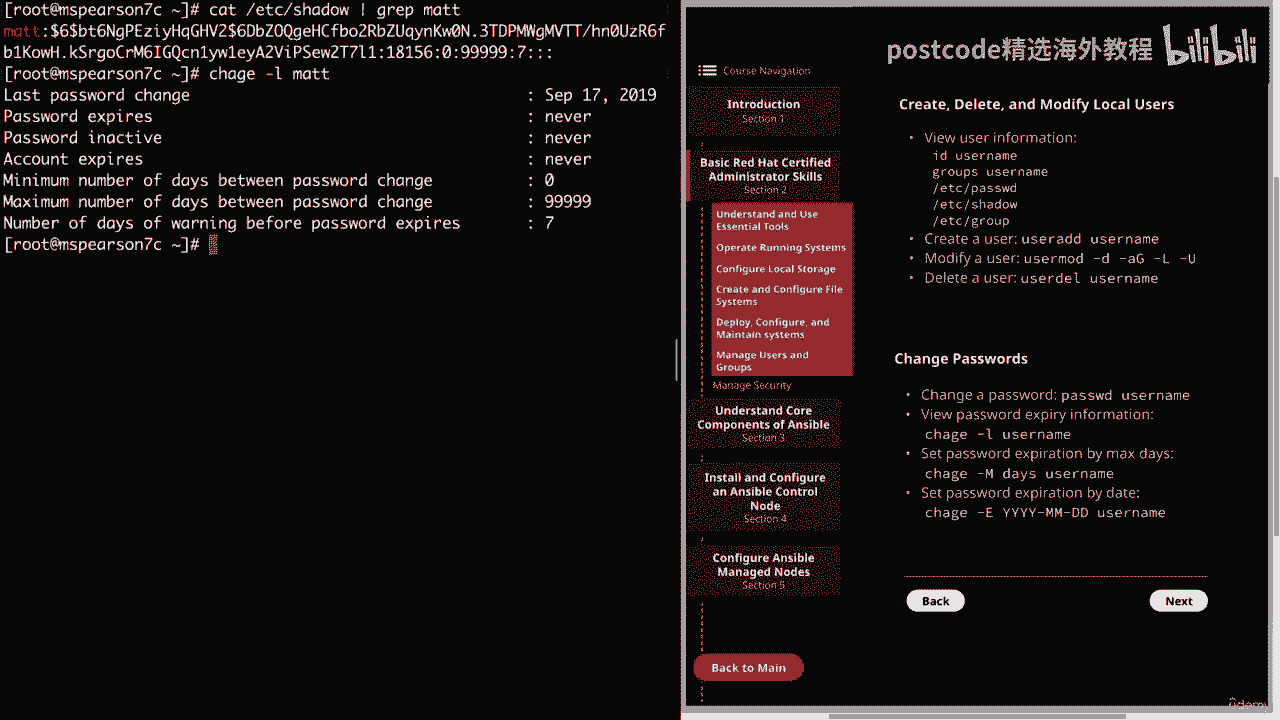 [root@mspearson7c ~]# cat /etc/shadow | grep matt
matt:$6$bt6NgPEziyHqGHV2$6DbZOQgeHCfbo2RbZUqynKw0N.3TDPMWgMVTT/hn0UzR6f
b1KowH.kSrgoCrM6IGQcn1yw1eyA2ViPSew2T7l1:18156:0:99999:7:::
[root@mspearson7c ~]# chage -l matt
Last password change : Sep 17, 2019
Password expires : never
Password inactive : never
Account expires : never
Minimum number of days between password change : 0
Maximum number of days between password change : 99999
Number of days of warning before password expires : 7
[root@mspearson7c ~]#
postcode精选海外教程 bilibili
Course Navigation
Introduction
Section 1
Basic Red Hat Certified
Administrator Skills
Section 2
Understand and Use
Essential Tools
Operate Running Systems
Configure Local Storage
Create and Configure File
Systems
Deploy, Configure, and
Maintain systems
Manage Users and
Groups
Manage Security
Understand Core
Components of Ansible
Section 3
Install and Configure
an Ansible Control
Node
Section 4
Configure Ansible
Managed Nodes
Section 5
Back to Main
Create, Delete, and Modify Local Users
• View user information:
id username
groups username
/etc/passwd
/etc/shadow
/etc/group
• Create a user: useradd username
• Modify a user: usermod -d -aG -L -U
• Delete a user: userdel username
Change Passwords
• Change a password: passwd username
• View password expiry information:
chage -l username
• Set password expiration by max days:
chage -M days username
• Set password expiration by date:
chage -E YYYY-MM-DD username
Back
Next
ûdemy